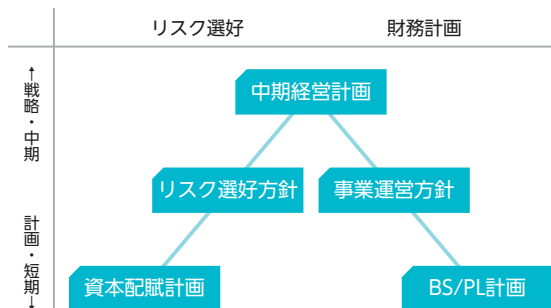 リスク選好
財務計画
↑戦略・中期
中期経営計画
リスク選好方針
事業運営方針
計画・短期↓
資本配賦計画
BS/PL計画